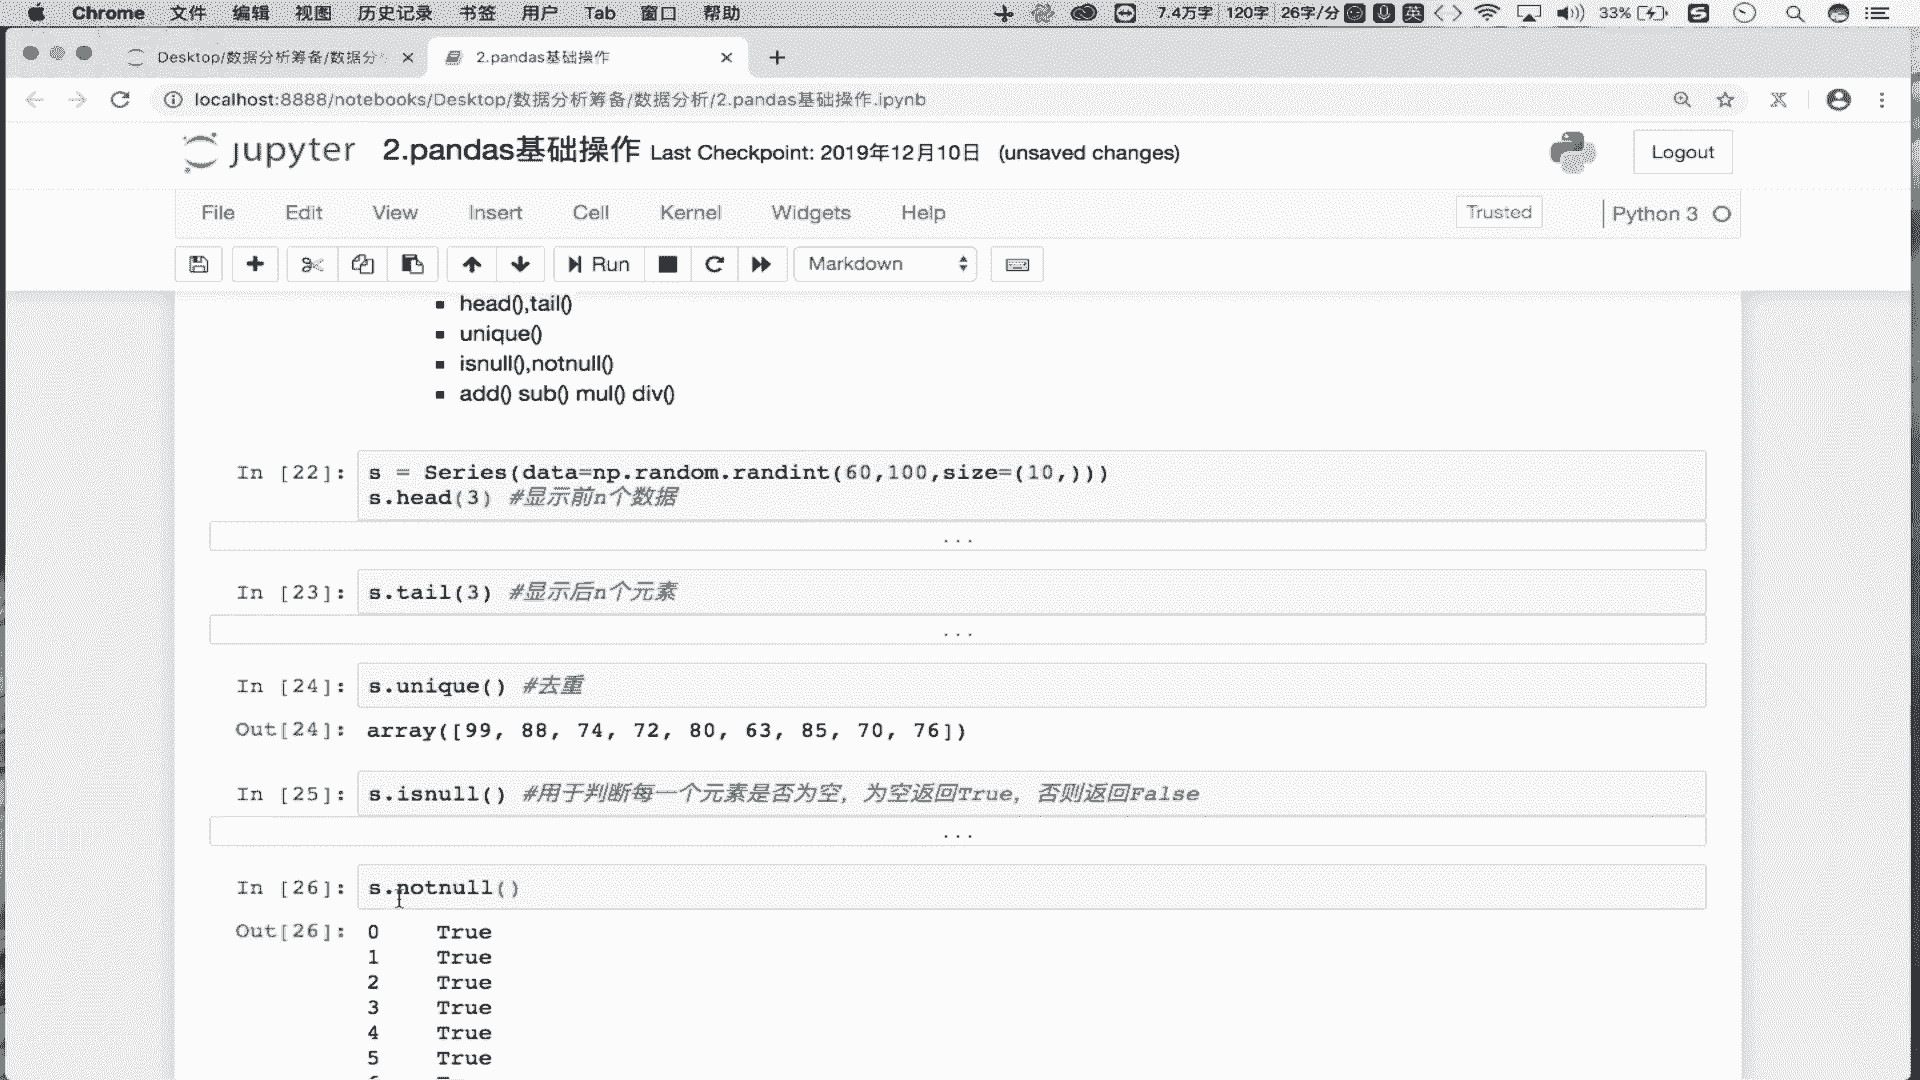 Chrome 文件 编辑 视图 历史记录 书签 用户 Tab 窗口 帮助 7.4万字 120字 26字/分 英 33%
Desktop/数据分析筹备/数据分 2.pandas基础操作
localhost:8888/notebooks/Desktop/数据分析筹备/数据分析/2.pandas基础操作.ipynb
jupyter 2.pandas基础操作 Last Checkpoint: 2019年12月10日 (unsaved changes) Logout
File Edit View Insert Cell Kernel Widgets Help Trusted Python 3
Run Markdown
head(),tail()
unique()
isnull(),notnull()
add() sub() mul() div()
In [22]: s = Series(data=np.random.randint(60,100,size=(10,)))
s.head(3) #显示前n个数据
...
In [23]: s.tail(3) #显示后n个元素
...
In [24]: s.unique() #去重
Out[24]: array([99, 88, 74, 72, 80, 63, 85, 70, 76])
In [25]: s.isnull() #用于判断每一个元素是否为空，为空返回True，否则返回False
...
In [26]: s.notnull()
Out[26]: 0 True
1 True
2 True
3 True
4 True
5 True